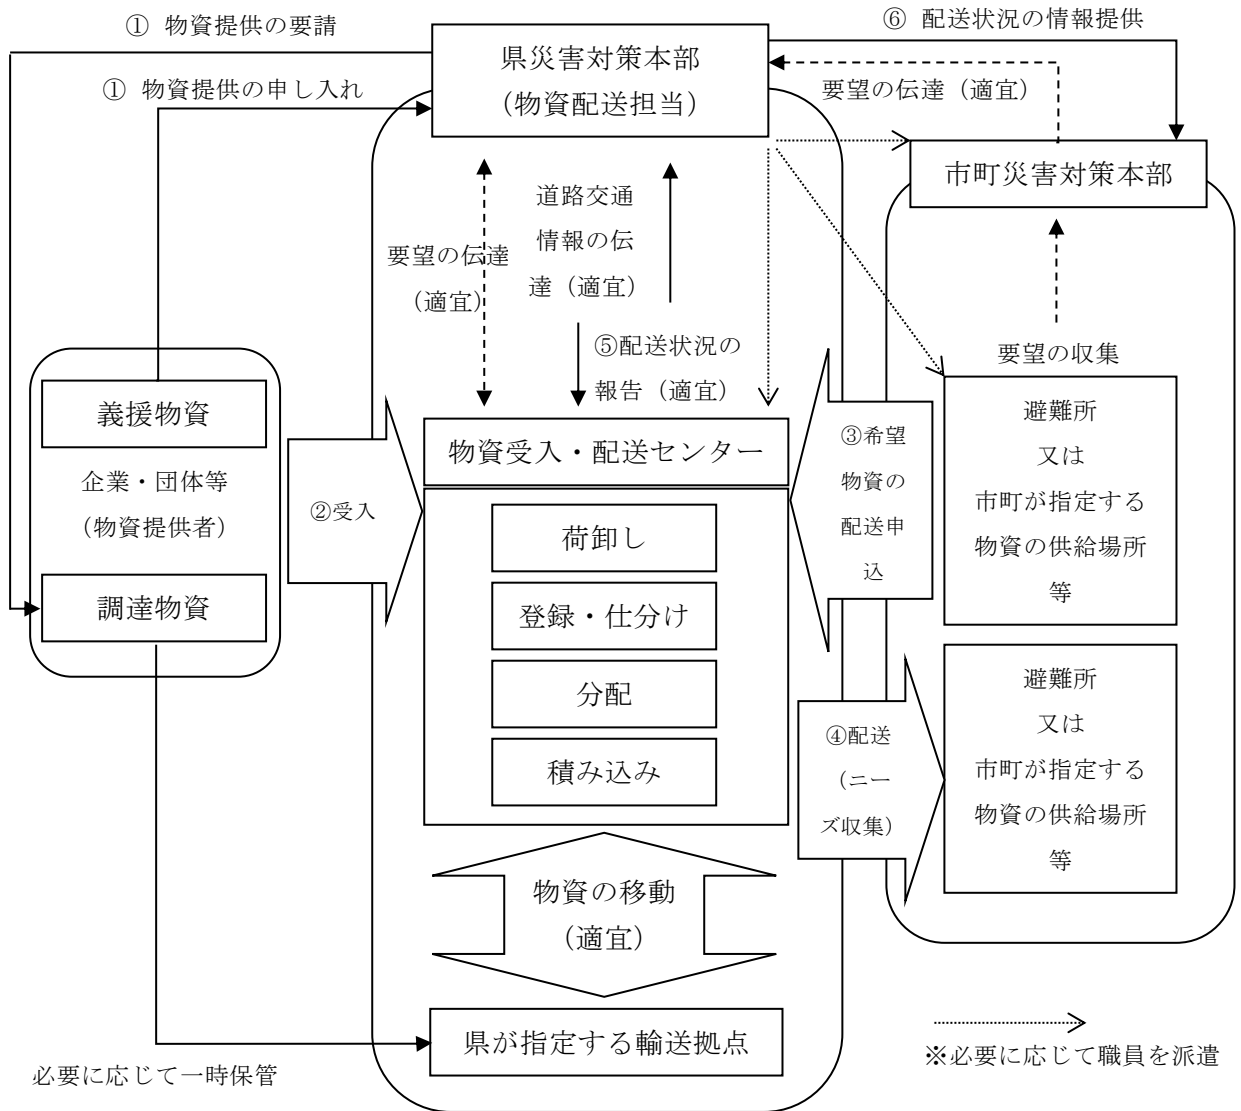 ① 物資提供の要請
⑥ 配送状況の情報提供
県災害対策本部
(物資配送担当)
① 物資提供の申し入れ
要望の伝達（適宜）
市町災害対策本部
道路交通
情報の伝
達（適宜）
要望の伝達
（適宜）
⑤配送状況の
報告（適宜）
要望の収集
義援物資
企業・団体等
(物資提供者)
調達物資
②受入
物資受入・配送センター
荷卸し
登録・仕分け
分配
積み込み
③希望
物資の
配送申
込
避難所
又は
市町が指定する
物資の供給場所
等
④配送
（ニー
ズ収集）
避難所
又は
市町が指定する
物資の供給場所
等
物資の移動
（適宜）
県が指定する輸送拠点
必要に応じて一時保管
※必要に応じて職員を派遣